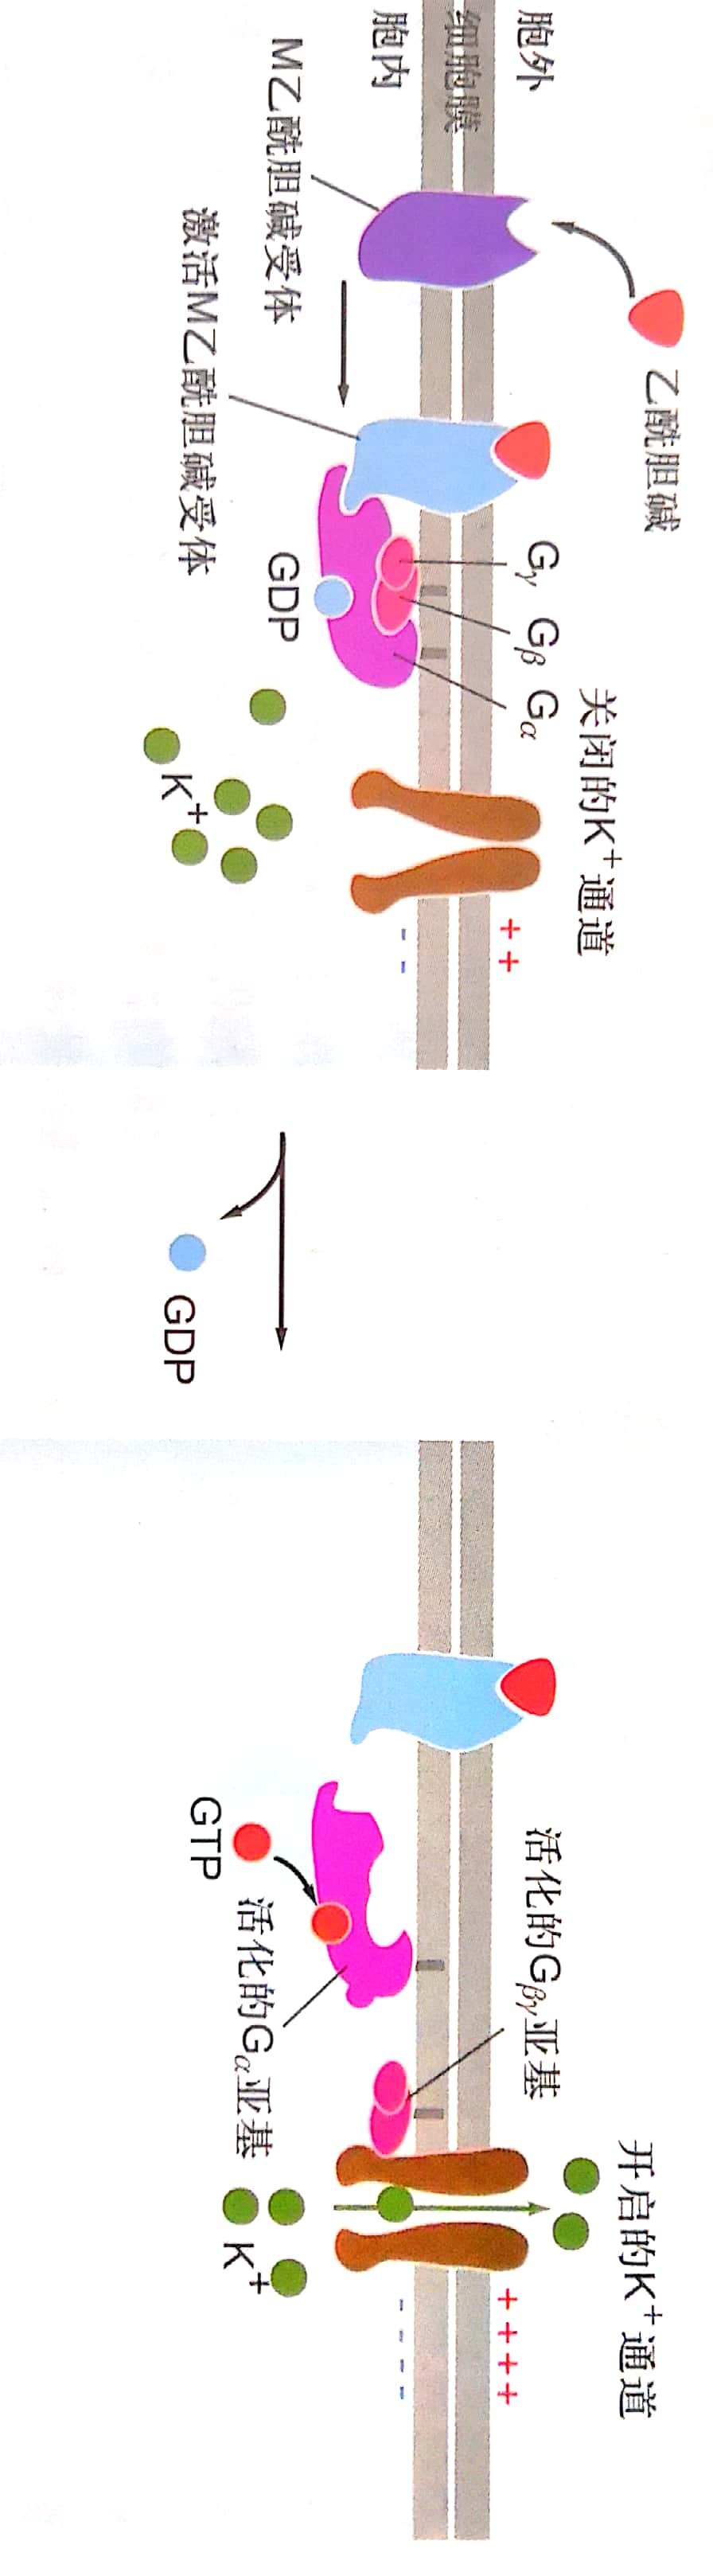 胞外
细胞膜
胞内
乙酰胆碱
M乙酰胆碱受体
激活M乙酰胆碱受体
Gγ Gβ Gα
GDP
关闭的K⁺通道
K⁺
++
--
GDP
活化的Gβγ亚基
GTP
活化的Gα亚基
开启的K⁺通道
K⁺
++++
----